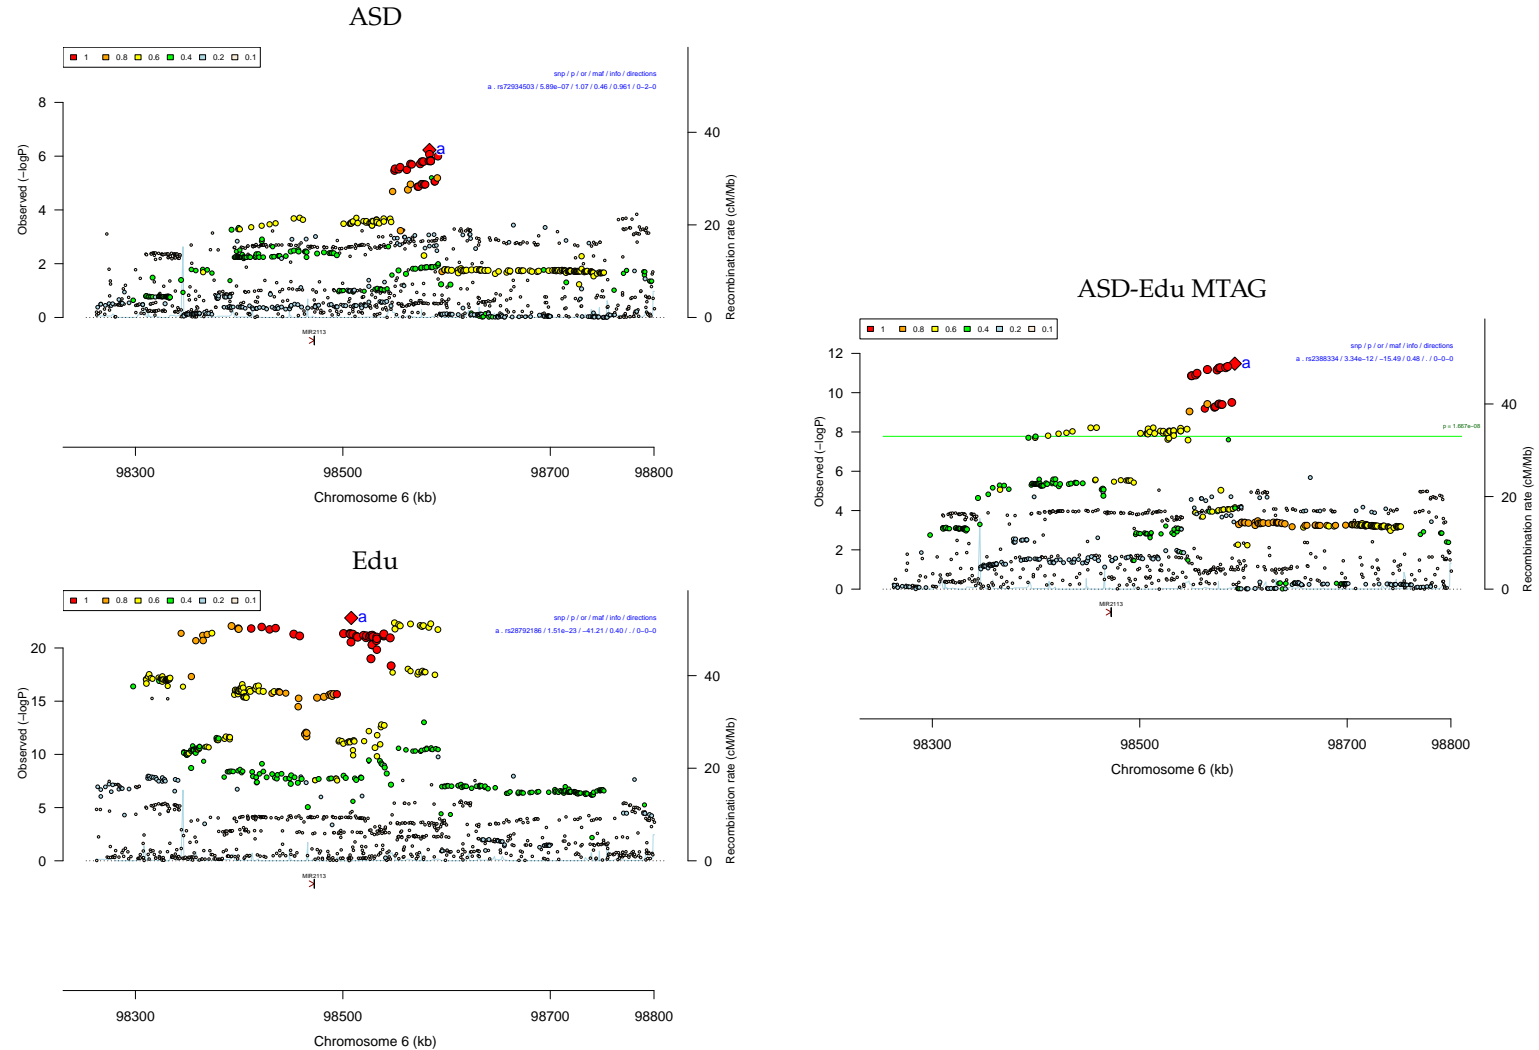 ASD
1 0.8 0.6 0.4 0.2 0.1
snp / p / or / maf / info / directions
a . rs72934503 / 5.89e−07 / 1.07 / 0.46 / 0.961 / 0−2−0
8
6
4
2
0
Observed (−logP)
a
40
20
0
Recombination rate (cM/Mb)
MIR2113
98300 98500 98700 98800
Chromosome 6 (kb)
Edu
1 0.8 0.6 0.4 0.2 0.1
snp / p / or / maf / info / directions
a . rs28792186 / 1.51e−23 / −41.21 / 0.40 / . / 0−0−0
20
15
10
5
0
Observed (−logP)
a
40
20
0
Recombination rate (cM/Mb)
MIR2113
98300 98500 98700 98800
Chromosome 6 (kb)
ASD-Edu MTAG
1 0.8 0.6 0.4 0.2 0.1
snp / p / or / maf / info / directions
a . rs2388334 / 3.34e−12 / −15.49 / 0.48 / . / 0−0−0
12
10
8
6
4
2
0
Observed (−logP)
a
p = 1.667e−08
40
20
0
Recombination rate (cM/Mb)
MIR2113
98300 98500 98700 98800
Chromosome 6 (kb)